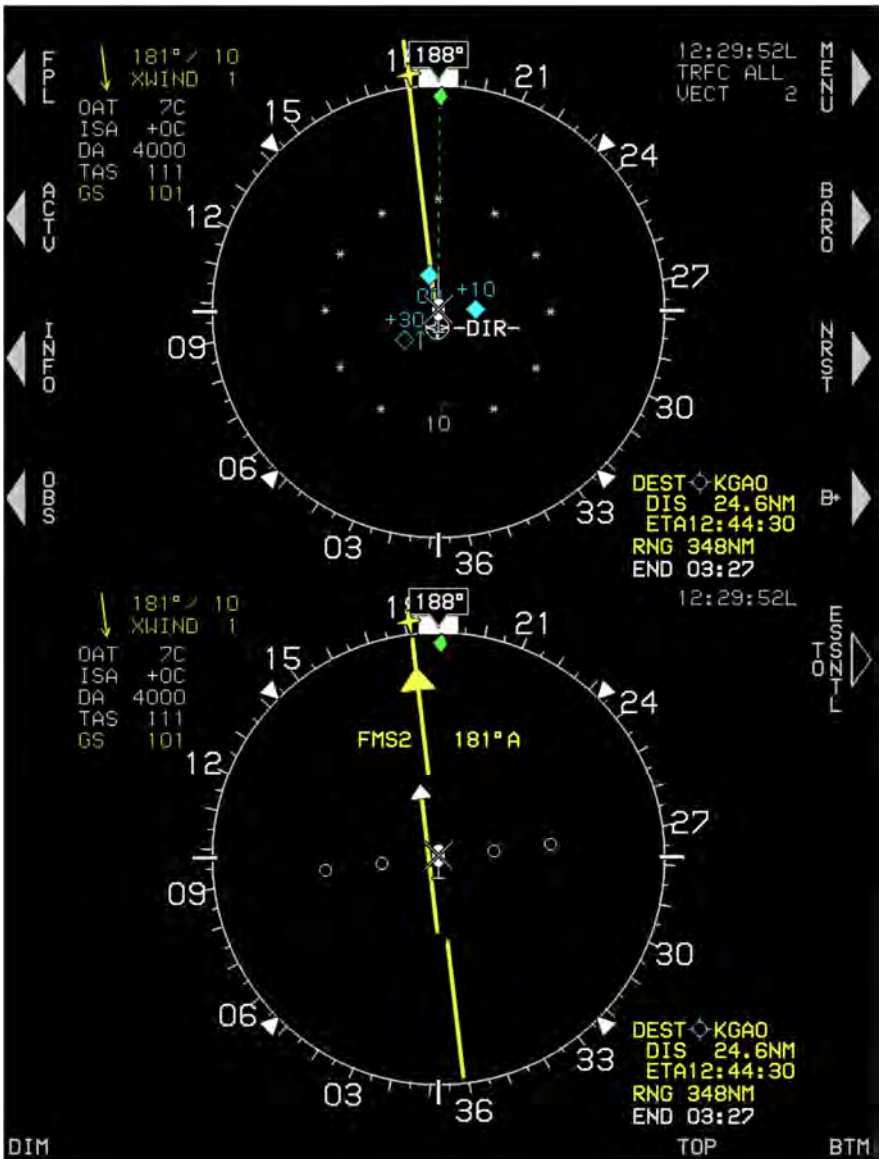 FPL
181°/ 10
XWIND 1
OAT 7C
ISA +0C
DA 4000
TAS 111
GS 101
188°
12:29:52L
TRFC ALL
VECT 2
MENU
15
21
24
ACTV
12
BARO
27
+10
00
+30
-DIR-
INFO
09
NRST
10
30
OBS
06
33
03
36
DEST KGAO
DIS 24.6NM
ETA12:44:30
RNG 348NM
END 03:27
181°/ 10
XWIND 1
OAT 7C
ISA +0C
DA 4000
TAS 111
GS 101
188°
12:29:52L
ESSNTL
TO
15
21
24
FMS2 181°A
12
27
09
30
06
33
03
36
DEST KGAO
DIS 24.6NM
ETA12:44:30
RNG 348NM
END 03:27
DIM
TOP
BTM